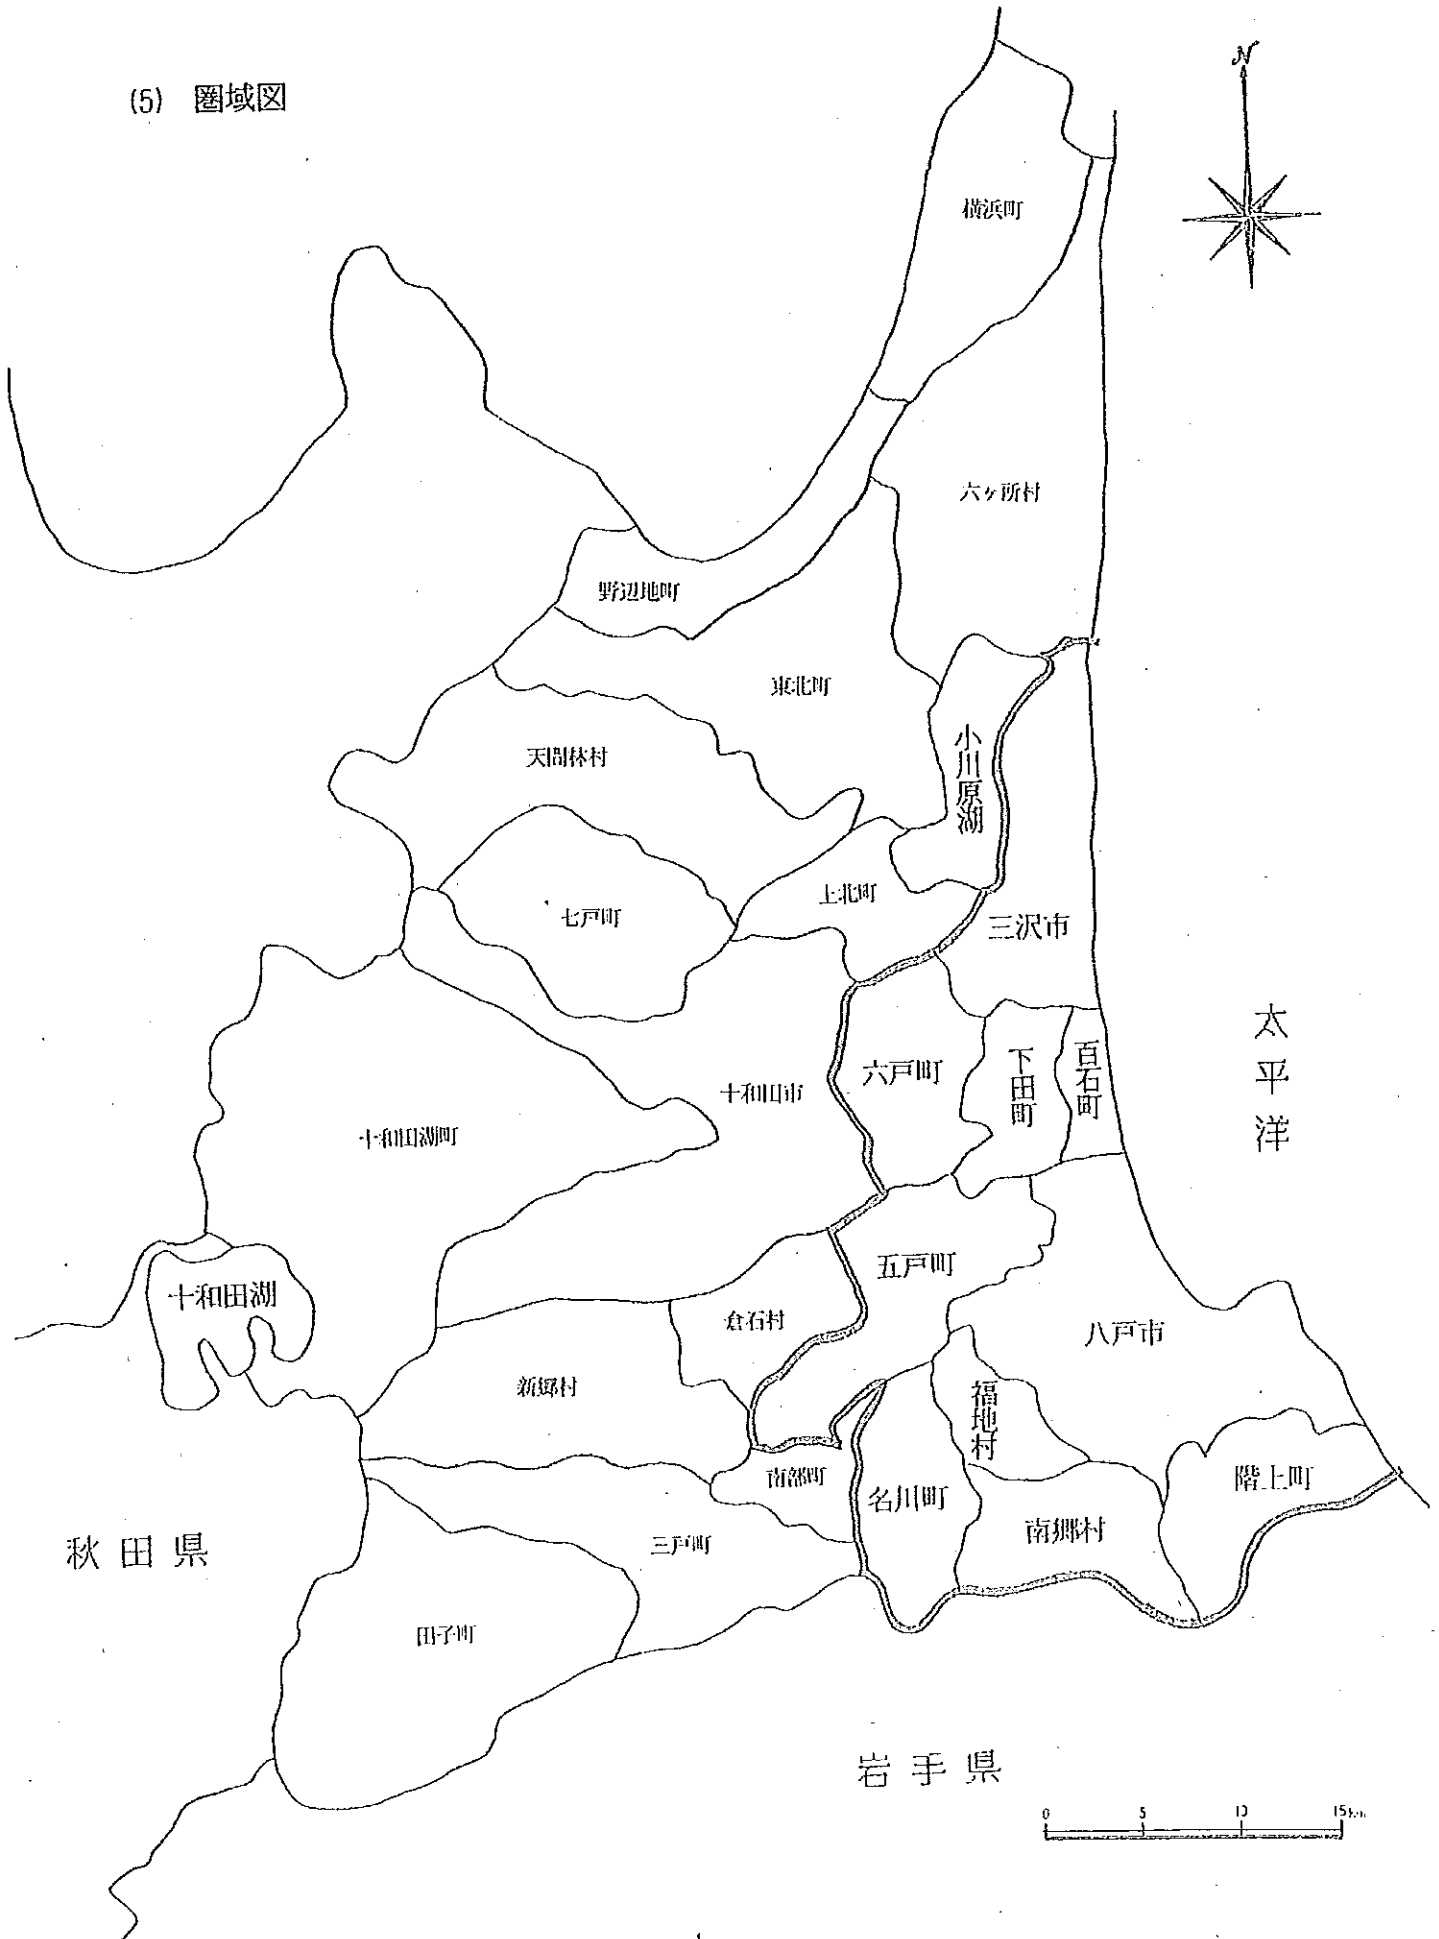 (5) 圏域図
N
横浜町
六ヶ所村
野辺地町
東北町
天間林村
小川原湖
上北町
七戸町
三沢市
太平洋
六戸町
下田町
百石町
十和田市
十和田湖町
五戸町
十和田湖
倉石村
八戸市
新郷村
福地村
南部町
名川町
階上町
南郷村
三戸町
秋田県
田子町
岩手県
0 5 10 15km